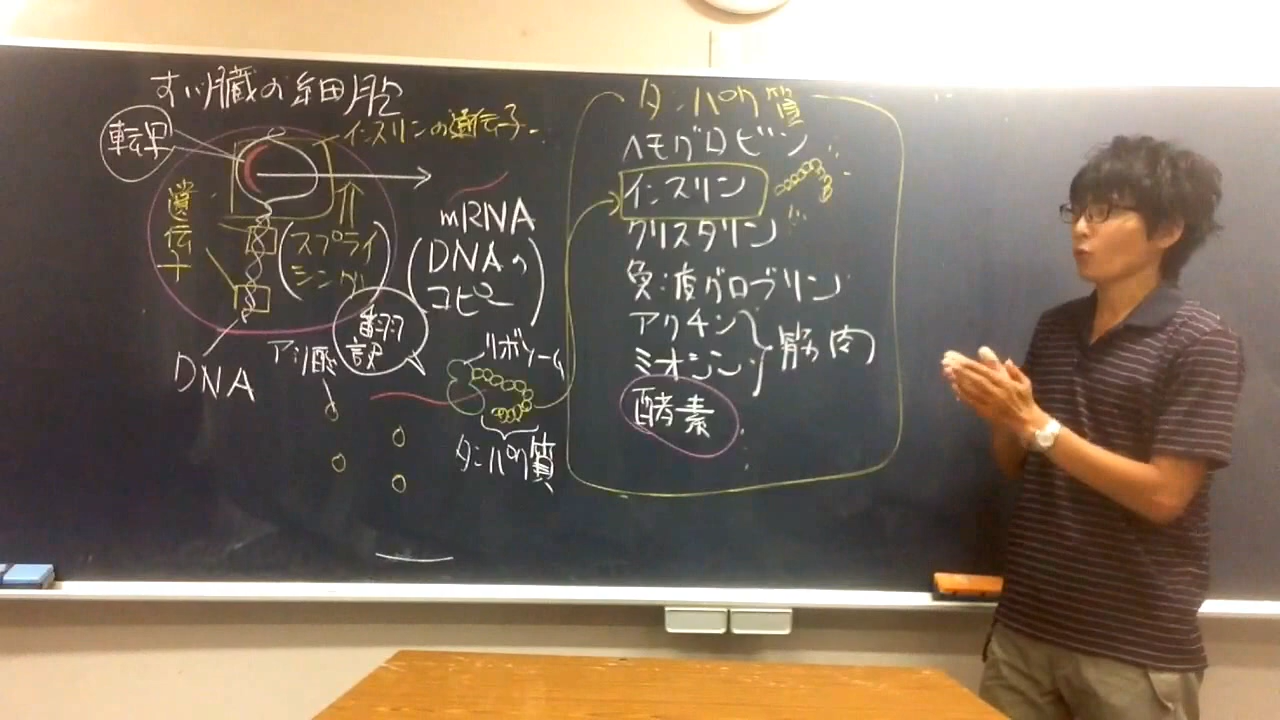 すい臓の細胞
転写
インスリンの遺伝子
遺伝子
(スプライ
シング)
mRNA
(DNAの
コピー)
翻訳
DNA
アミノ酸
リボソーム
タンパク質
タンパク質
ヘモグロビン
インスリン
クリスタリン
免疫グロブリン
アクチン
ミオシン
筋肉
酵素